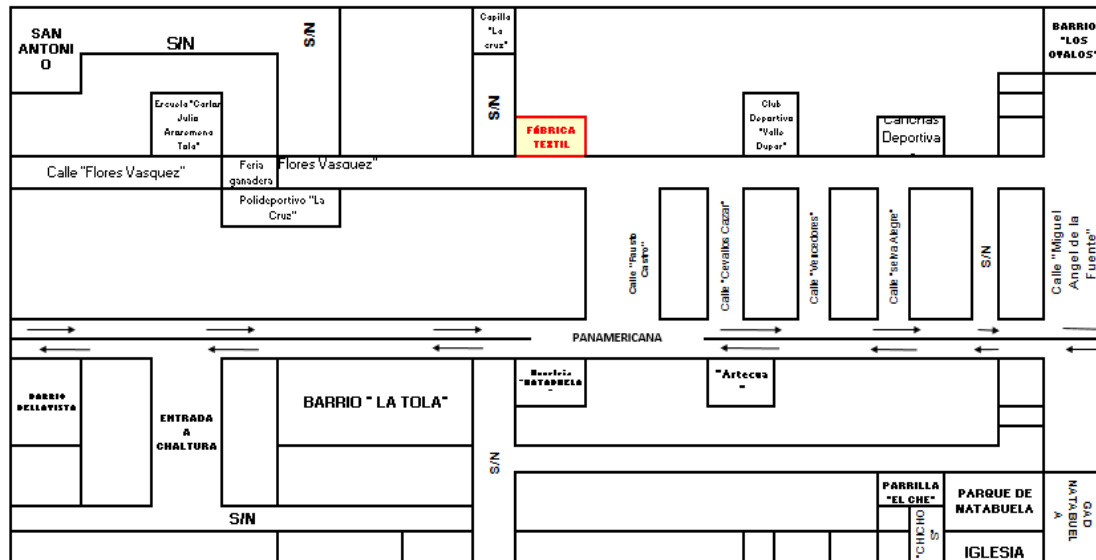 SAN
ANTONI
O
S/N
S/N
Capilla
"La
cruz"
BARRIO
"LOS
OVALOS"
Escuela "Carlos
Julio
Arosemena
Tola"
S/N
FÁBRICA
TEXTIL
Club
Deportivo
"Valle
Dupar"
Canchas
Deportiva
Calle "Flores Vasquez"
Feria
ganadera
Flores Vasquez"
Polideportivo "La
Cruz"
Calle "Fausto
Castro"
Calle "Cevallos Cazar"
Calle "Vencedores"
Calle "selva Alegre"
S/N
Calle "Miguel
Angel de la
Fuente"
PANAMERICANA
BARRIO
BELLAVISTA
ENTRADA
A
CHALTURA
BARRIO " LA TOLA"
"NATABUELA
"
"Artecua
"
S/N
S/N
PARRILLA
"EL CHE"
"CHICHO
S"
PARQUE DE
NATABUELA
GAD
NATABUEL
A
IGLESIA